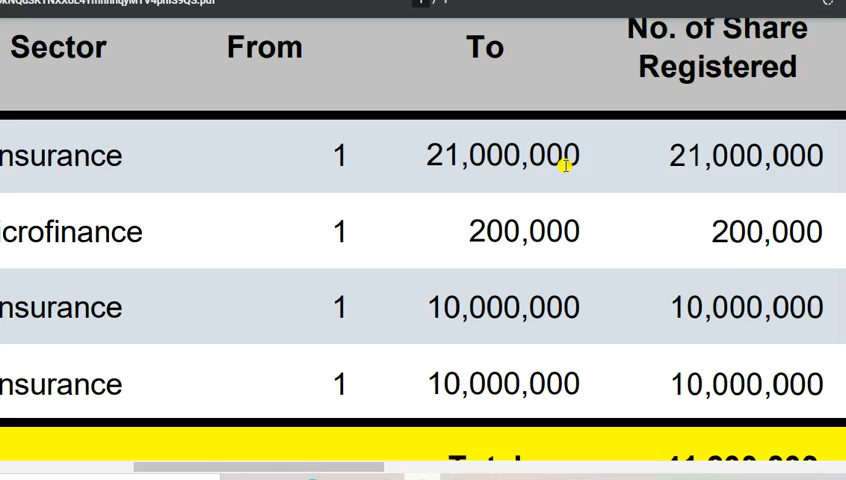 Sector From To No. of Share Registered
nsurance 1 21,000,000 21,000,000
icrofinance 1 200,000 200,000
nsurance 1 10,000,000 10,000,000
nsurance 1 10,000,000 10,000,000
Total